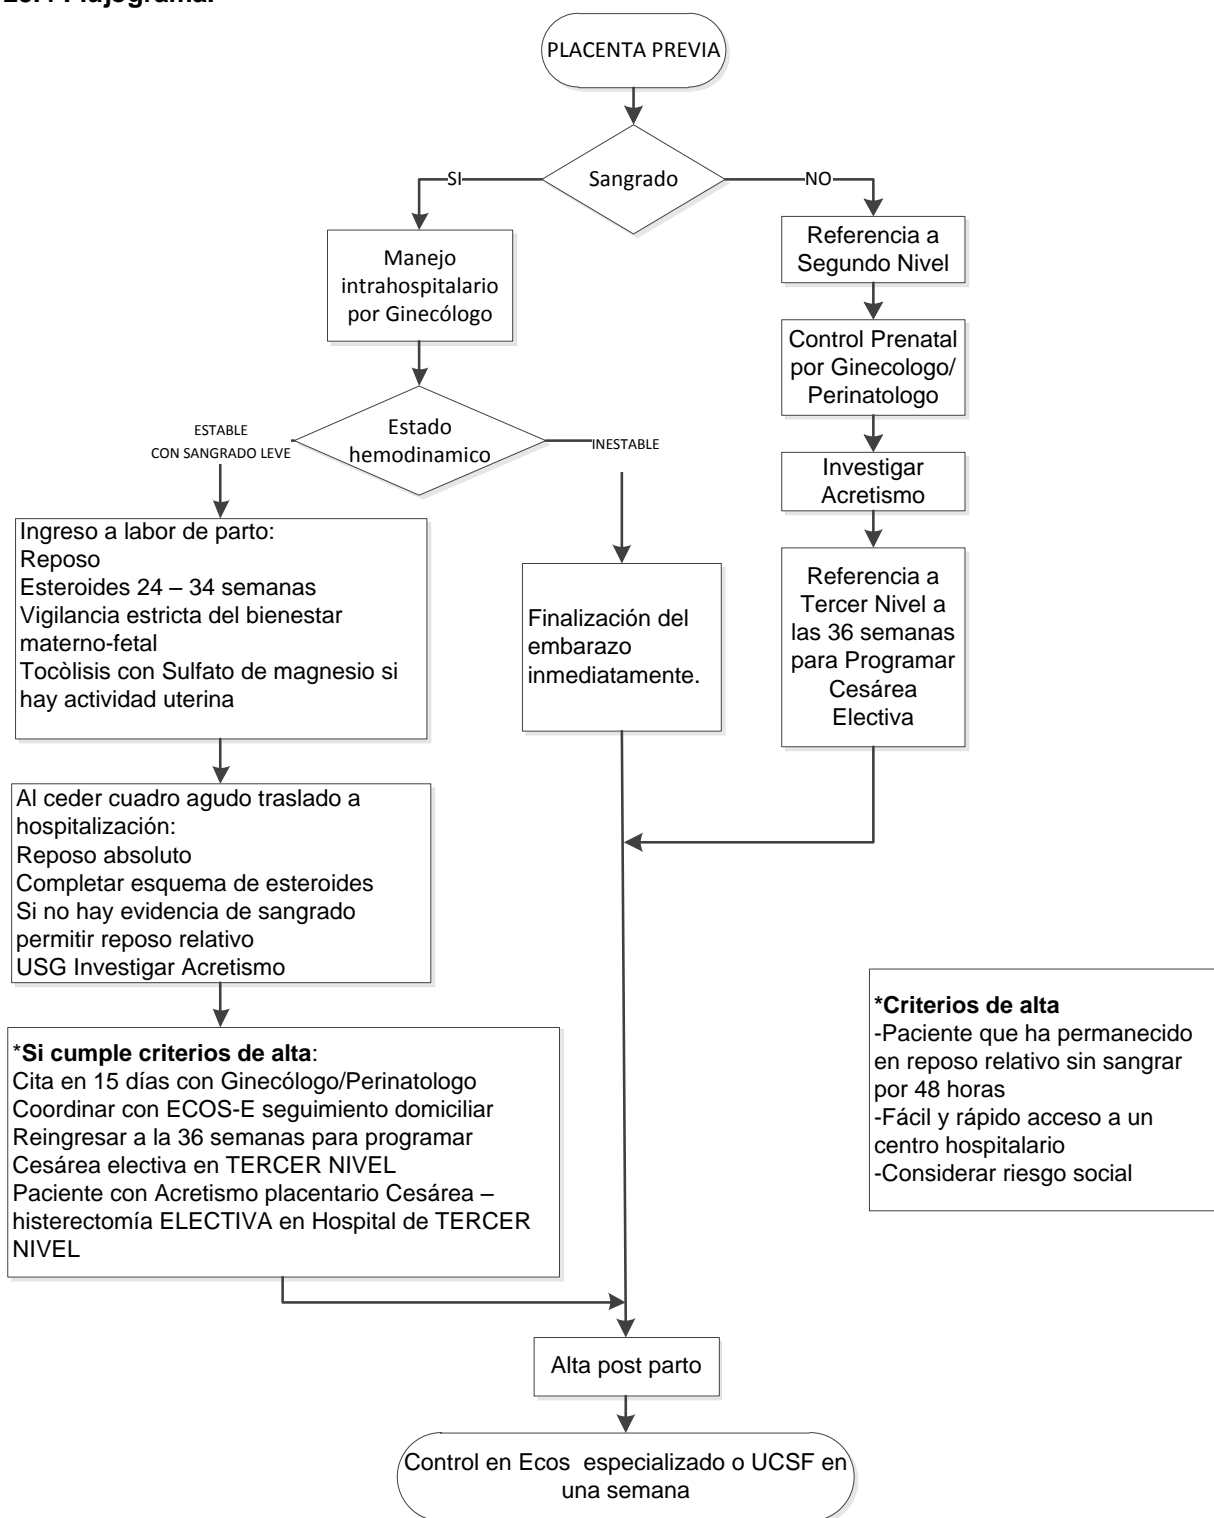 PLACENTA PREVIA
Sangrado
SI
NO
Manejo
intrahospitalario
por Ginecólogo
Referencia a
Segundo Nivel
Control Prenatal
por Ginecologo/
Perinatologo
Estado
hemodinamico
ESTABLE
CON SANGRADO LEVE
INESTABLE
Investigar
Acretismo
Ingreso a labor de parto:
Reposo
Esteroides 24 – 34 semanas
Vigilancia estricta del bienestar
materno-fetal
Tocòlisis con Sulfato de magnesio si
hay actividad uterina
Finalización del
embarazo
inmediatamente.
Referencia a
Tercer Nivel a
las 36 semanas
para Programar
Cesárea
Electiva
Al ceder cuadro agudo traslado a
hospitalización:
Reposo absoluto
Completar esquema de esteroides
Si no hay evidencia de sangrado
permitir reposo relativo
USG Investigar Acretismo
*Si cumple criterios de alta:
Cita en 15 días con Ginecólogo/Perinatologo
Coordinar con ECOS-E seguimiento domiciliar
Reingresar a la 36 semanas para programar
Cesárea electiva en TERCER NIVEL
Paciente con Acretismo placentario Cesárea –
histerectomía ELECTIVA en Hospital de TERCER
NIVEL
*Criterios de alta
-Paciente que ha permanecido
en reposo relativo sin sangrar
por 48 horas
-Fácil y rápido acceso a un
centro hospitalario
-Considerar riesgo social
Alta post parto
Control en Ecos  especializado o UCSF en
una semana